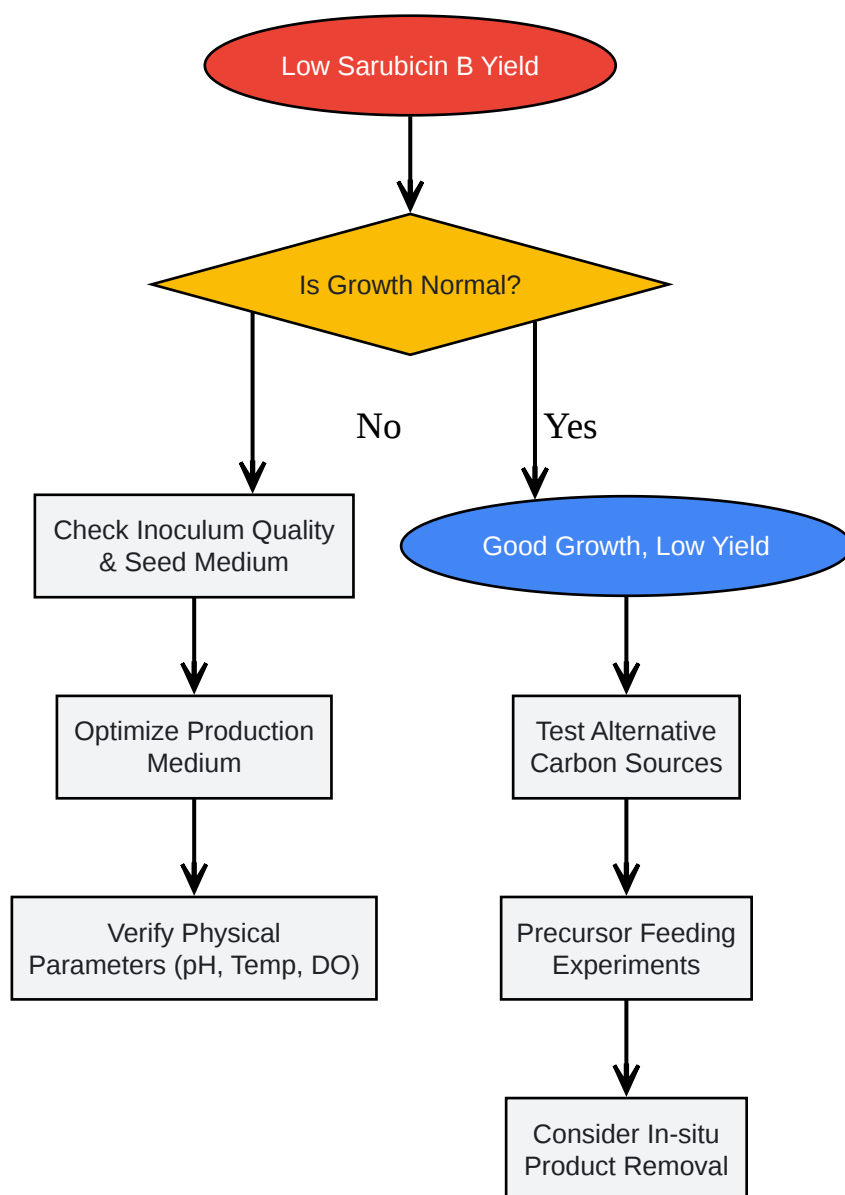 Low Sarubicin B Yield
Is Growth Normal?
No
Yes
Check Inoculum Quality
& Seed Medium
Good Growth, Low Yield
Optimize Production
Medium
Test Alternative
Carbon Sources
Verify Physical
Parameters (pH, Temp, DO)
Precursor Feeding
Experiments
Consider In-situ
Product Removal